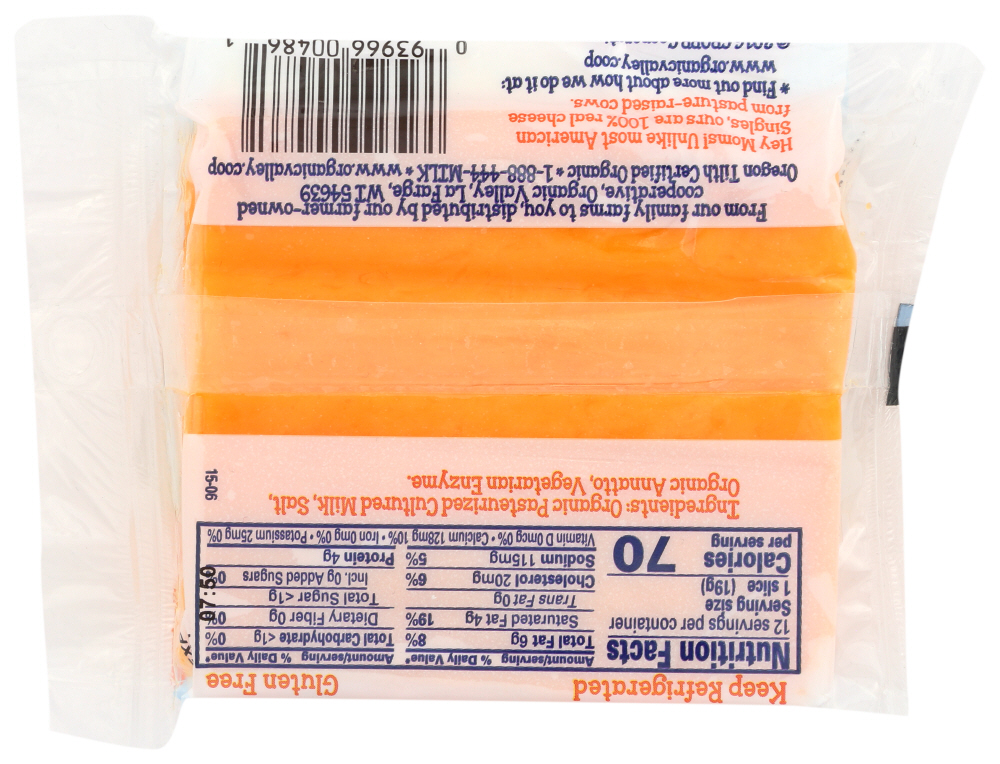 Keep Refrigerated
Gluten Free
Nutrition Facts
12 servings per container
Serving size
1 slice (19g)
Calories 70
per serving
Amount/serving % Daily Value*
Total Fat 6g 8%
Saturated Fat 4g 19%
Trans Fat 0g
Cholesterol 20mg 6%
Sodium 115mg 5%
Amount/serving % Daily Value*
Total Carbohydrate <1g 0%
Dietary Fiber 0g 0%
Total Sugar <1g
Incl. 0g Added Sugars 0%
Protein 4g
Vitamin D 0mcg 0% • Calcium 128mg 10% • Iron 0mg 0% • Potassium 25mg 0%
07:50
Ingredients: Organic Pasteurized Cultured Milk, Salt,
Organic Annatto, Vegetarian Enzyme.
15-06
From our family farms to you, distributed by our farmer-owned
cooperative, Organic Valley, La Farge, WI 54639
Oregon Tilth Certified Organic * 1-888-444-MILK * www.organicvalley.coop
Hey Moms! Unlike most American
Singles, ours are 100% real cheese
from pasture-raised cows.
* Find out more about how we do it at:
www.organicvalley.coop
0 93966 00486 1